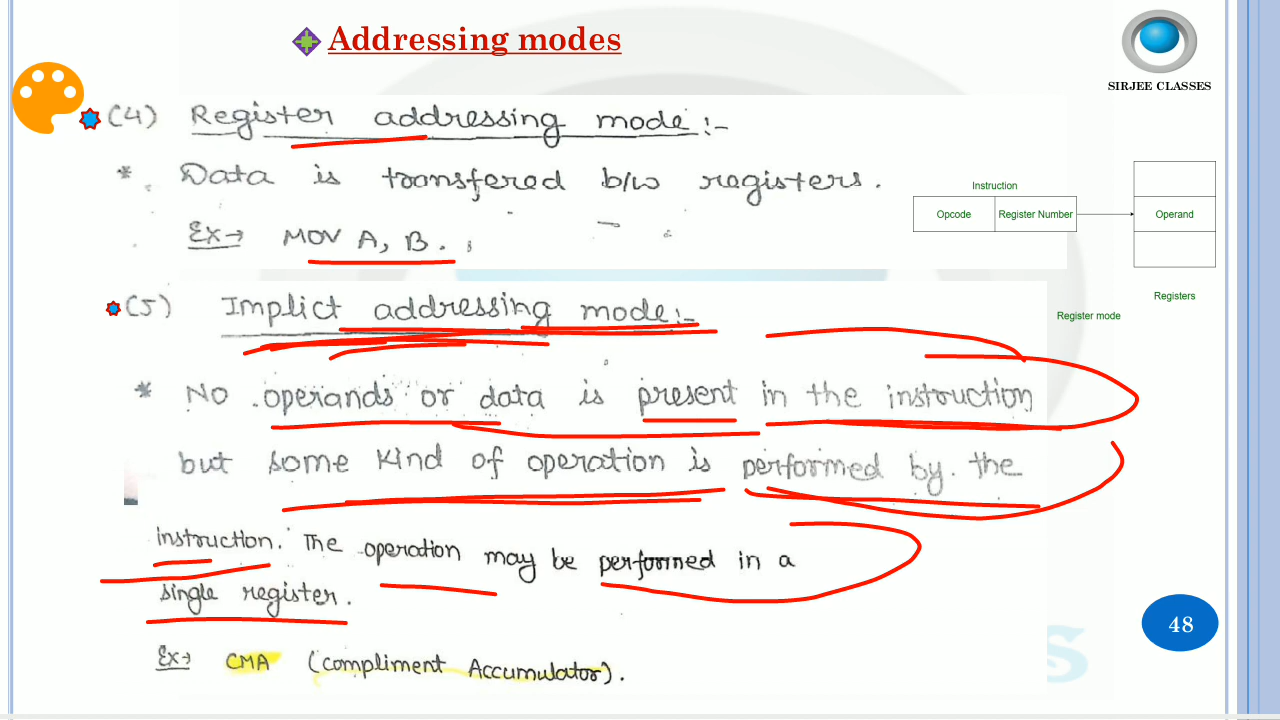 Addressing modes
SIRJEE CLASSES
(4) Register addressing mode :-
* Data is transfered b/w registers.
Ex→ MOV A, B.
Instruction
Opcode Register Number Operand
Registers
Register mode
(5) Implict addressing mode:-
* No operands or data is present in the instruction
but some kind of operation is performed by the
instruction. The operation may be performed in a
single register.
Ex→ CMA (compliment Accumulator).
48